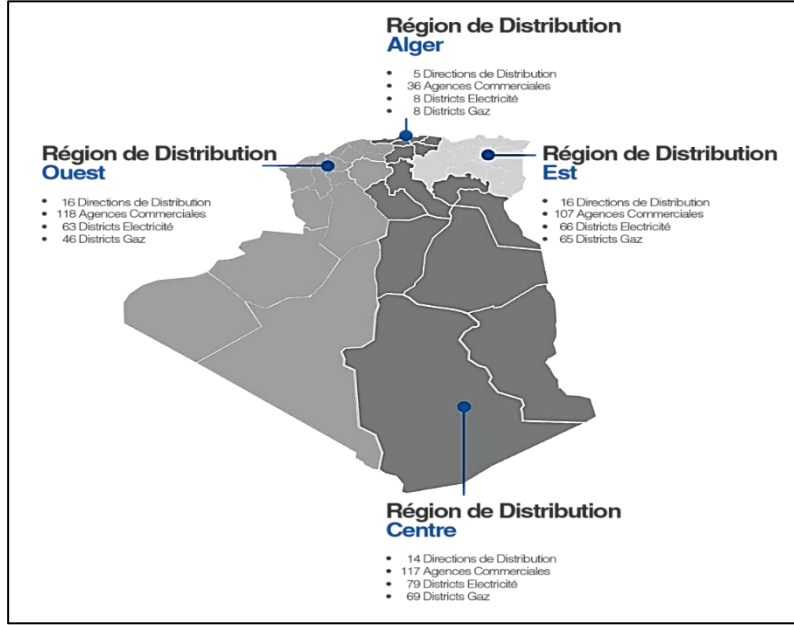 Région de Distribution
Alger
• 5 Directions de Distribution
• 36 Agences Commerciales
• 8 Districts Electricité
• 8 Districts Gaz
Région de Distribution
Ouest
• 16 Directions de Distribution
• 118 Agences Commerciales
• 63 Districts Electricité
• 46 Districts Gaz
Région de Distribution
Est
• 16 Directions de Distribution
• 107 Agences Commerciales
• 66 Districts Electricité
• 65 Districts Gaz
Région de Distribution
Centre
• 14 Directions de Distribution
• 117 Agences Commerciales
• 79 Districts Electricité
• 69 Districts Gaz